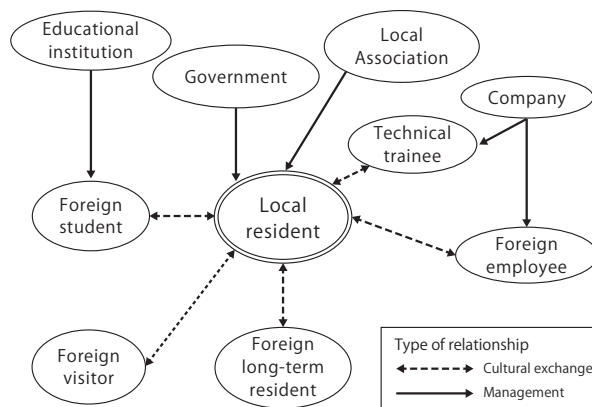 Educational
institution
Government
Local
Association
Company
Technical
trainee
Foreign
student
Local
resident
Foreign
employee
Foreign
visitor
Foreign
long-term
resident
Type of relationship
Cultural exchange
Management